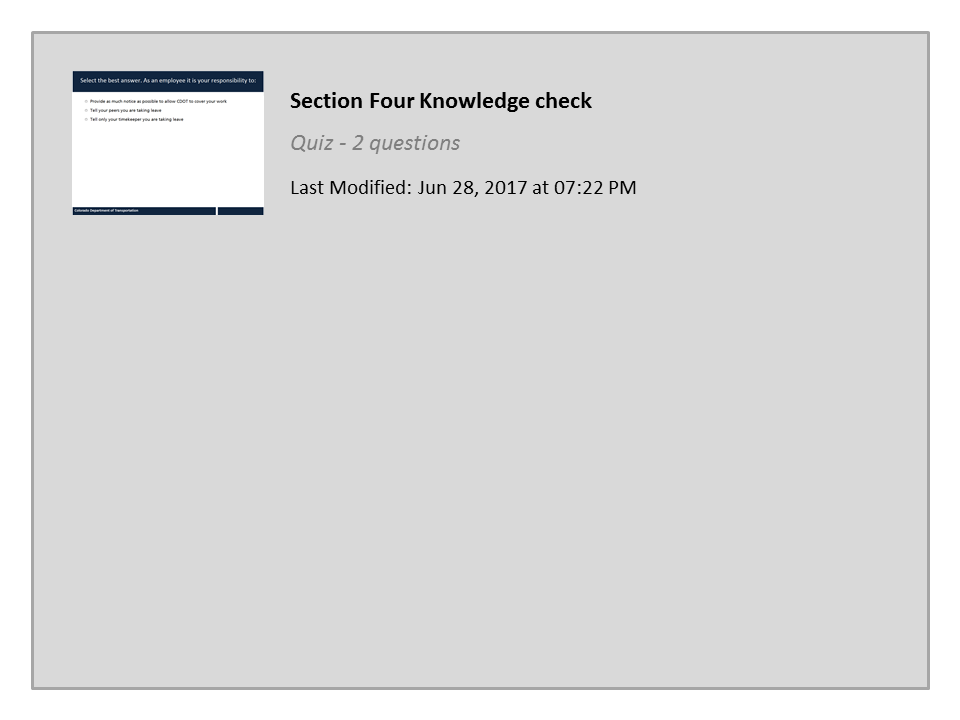 Select the best answer. As an employee it is your responsibility to:
Provide as much notice as possible to allow CDOT to cover your work
Tell your peers you are taking leave
Tell only your timekeeper you are taking leave
Colorado Department of Transportation
Section Four Knowledge check
Quiz - 2 questions
Last Modified: Jun 28, 2017 at 07:22 PM